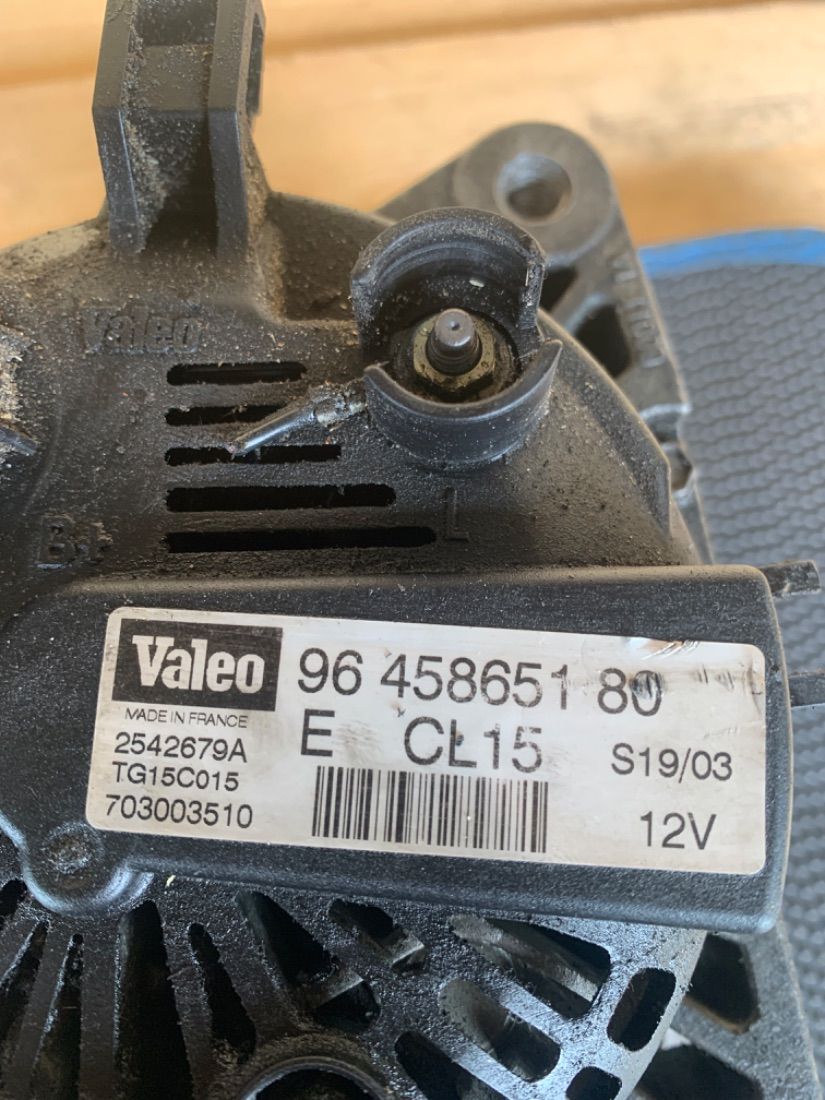 Valeo
B+
L
Valeo
96 458651 80
MADE IN FRANCE
E CL15 S19/03
2542679A
TG15C015
703003510
12V